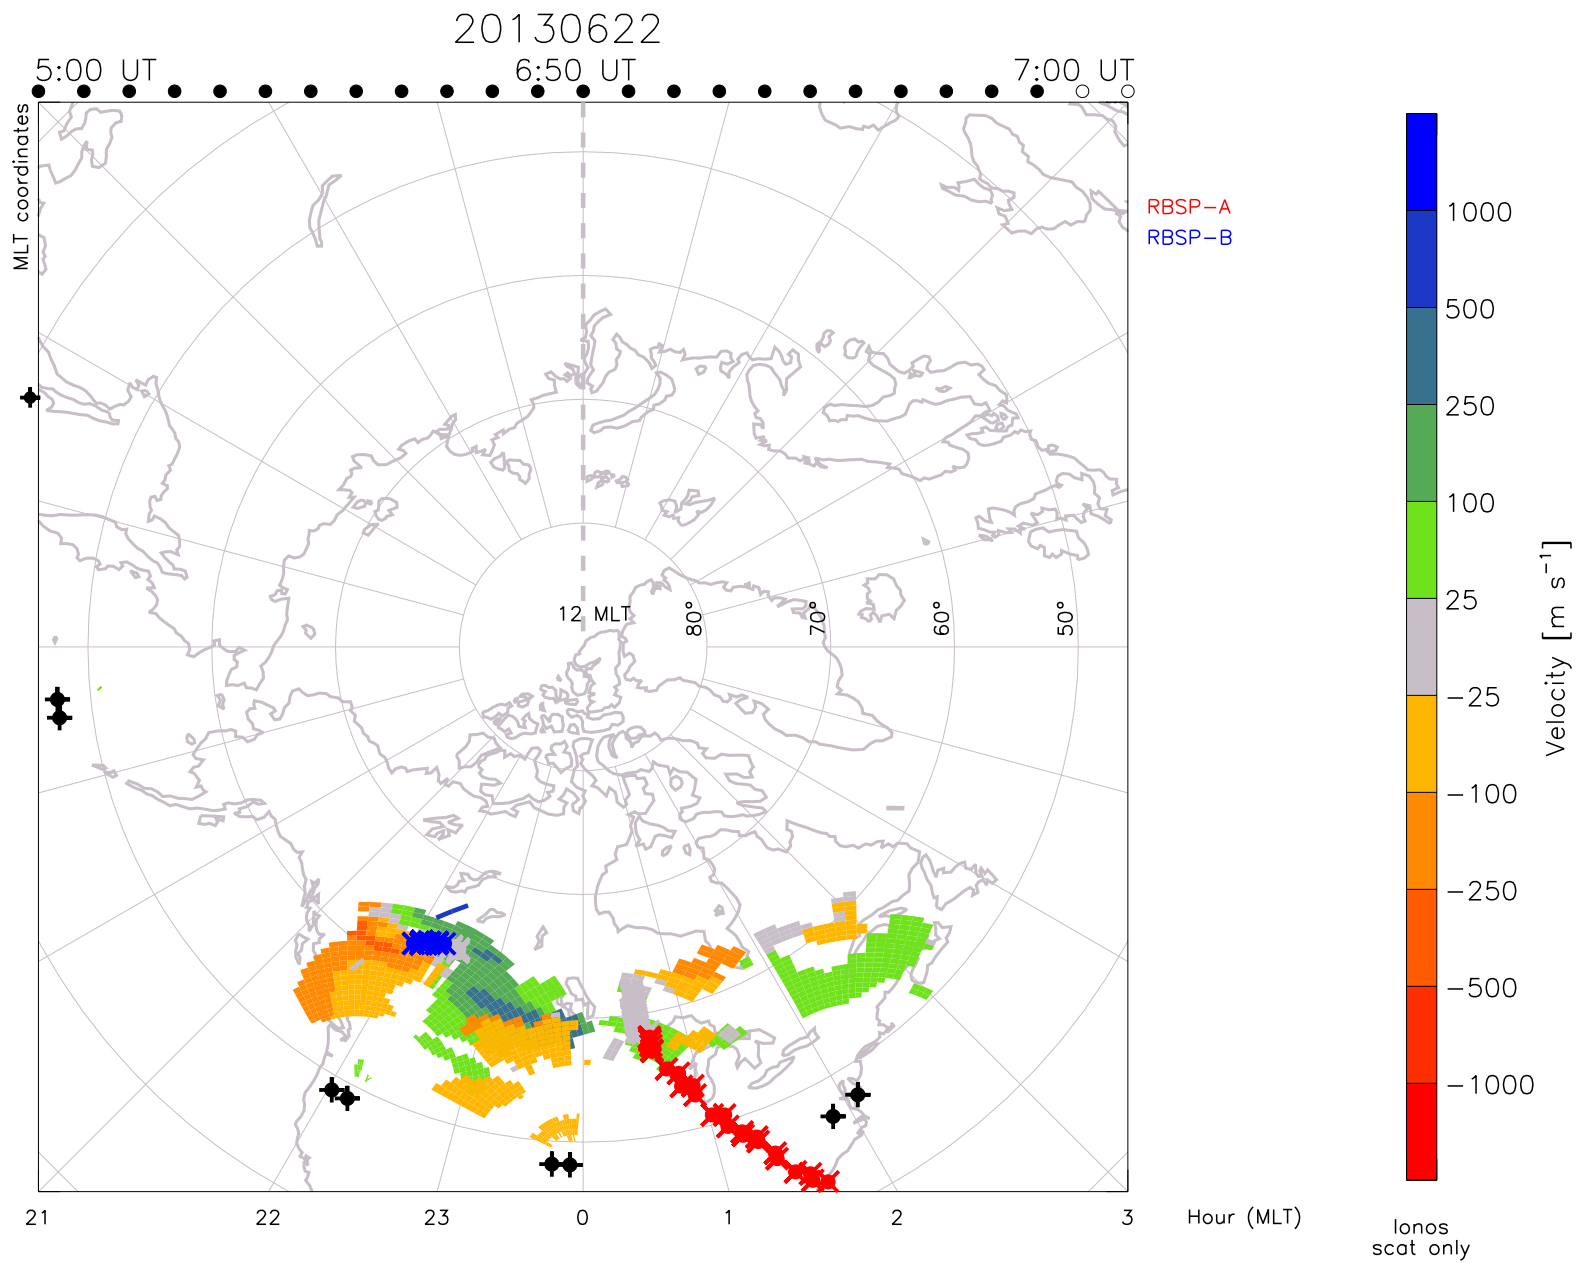 20130622
5:00 UT 6:50 UT 7:00 UT
MLT coordinates
RBSP-A
RBSP-B
12 MLT
80° 70° 60° 50°
1000
500
250
100
25
-25
-100
-250
-500
-1000
Velocity [m s⁻¹]
21 22 23 0 1 2 3 Hour (MLT)
Ionos
scat only